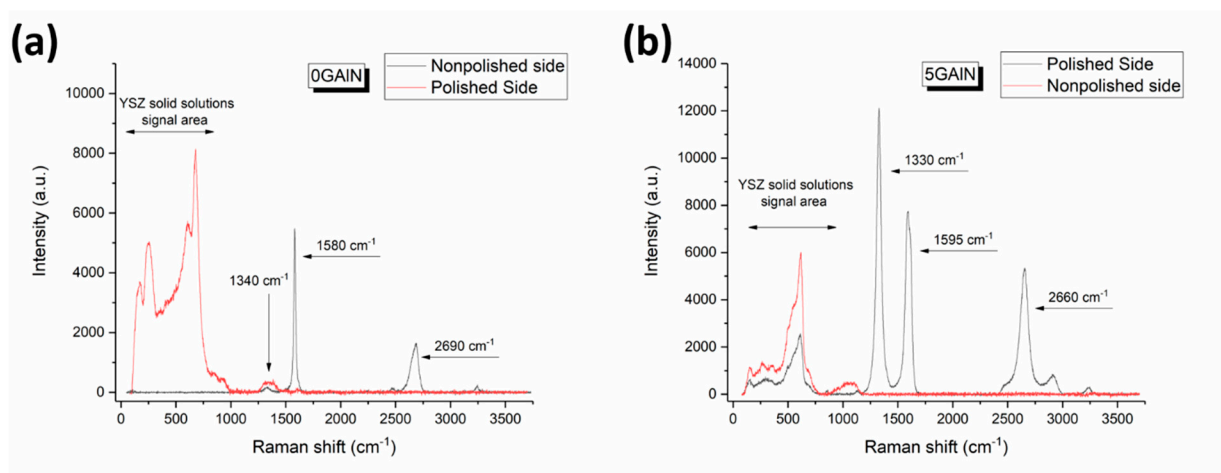 (a)
0GAlN
Nonpolished side
Polished Side
YSZ solid solutions
signal area
1340 cm-1
1580 cm-1
2690 cm-1
10000
8000
6000
4000
2000
0
Intensity (a.u.)
0 500 1000 1500 2000 2500 3000 3500
Raman shift (cm-1)
(b)
5GAlN
Polished Side
Nonpolished side
YSZ solid solutions
signal area
1330 cm-1
1595 cm-1
2660 cm-1
14000
12000
10000
8000
6000
4000
2000
0
Intensity (a.u.)
0 500 1000 1500 2000 2500 3000 3500
Raman shift (cm-1)